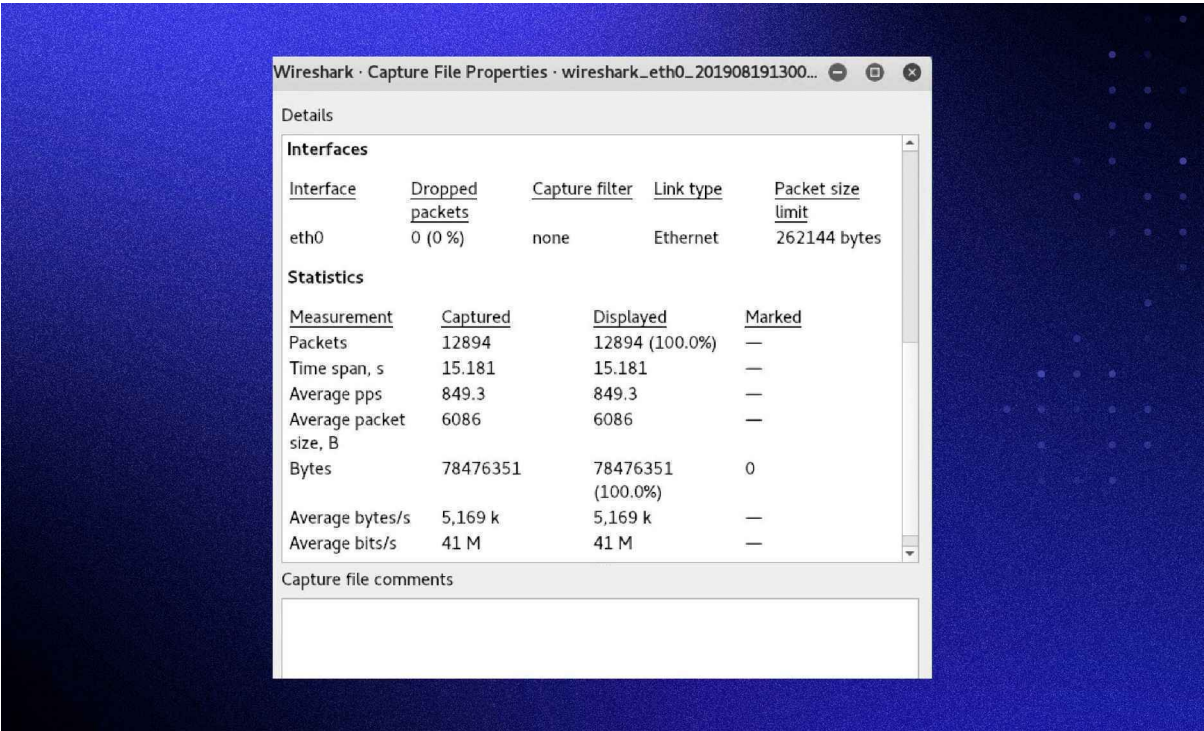 Wireshark · Capture File Properties · wireshark_eth0_201908191300...
Details
Interfaces
Interface Dropped packets Capture filter Link type Packet size limit
eth0 0 (0 %) none Ethernet 262144 bytes
Statistics
Measurement Captured Displayed Marked
Packets 12894 12894 (100.0%) —
Time span, s 15.181 15.181 —
Average pps 849.3 849.3 —
Average packet size, B 6086 6086 —
Bytes 78476351 78476351 (100.0%) 0
Average bytes/s 5,169 k 5,169 k —
Average bits/s 41 M 41 M —
Capture file comments